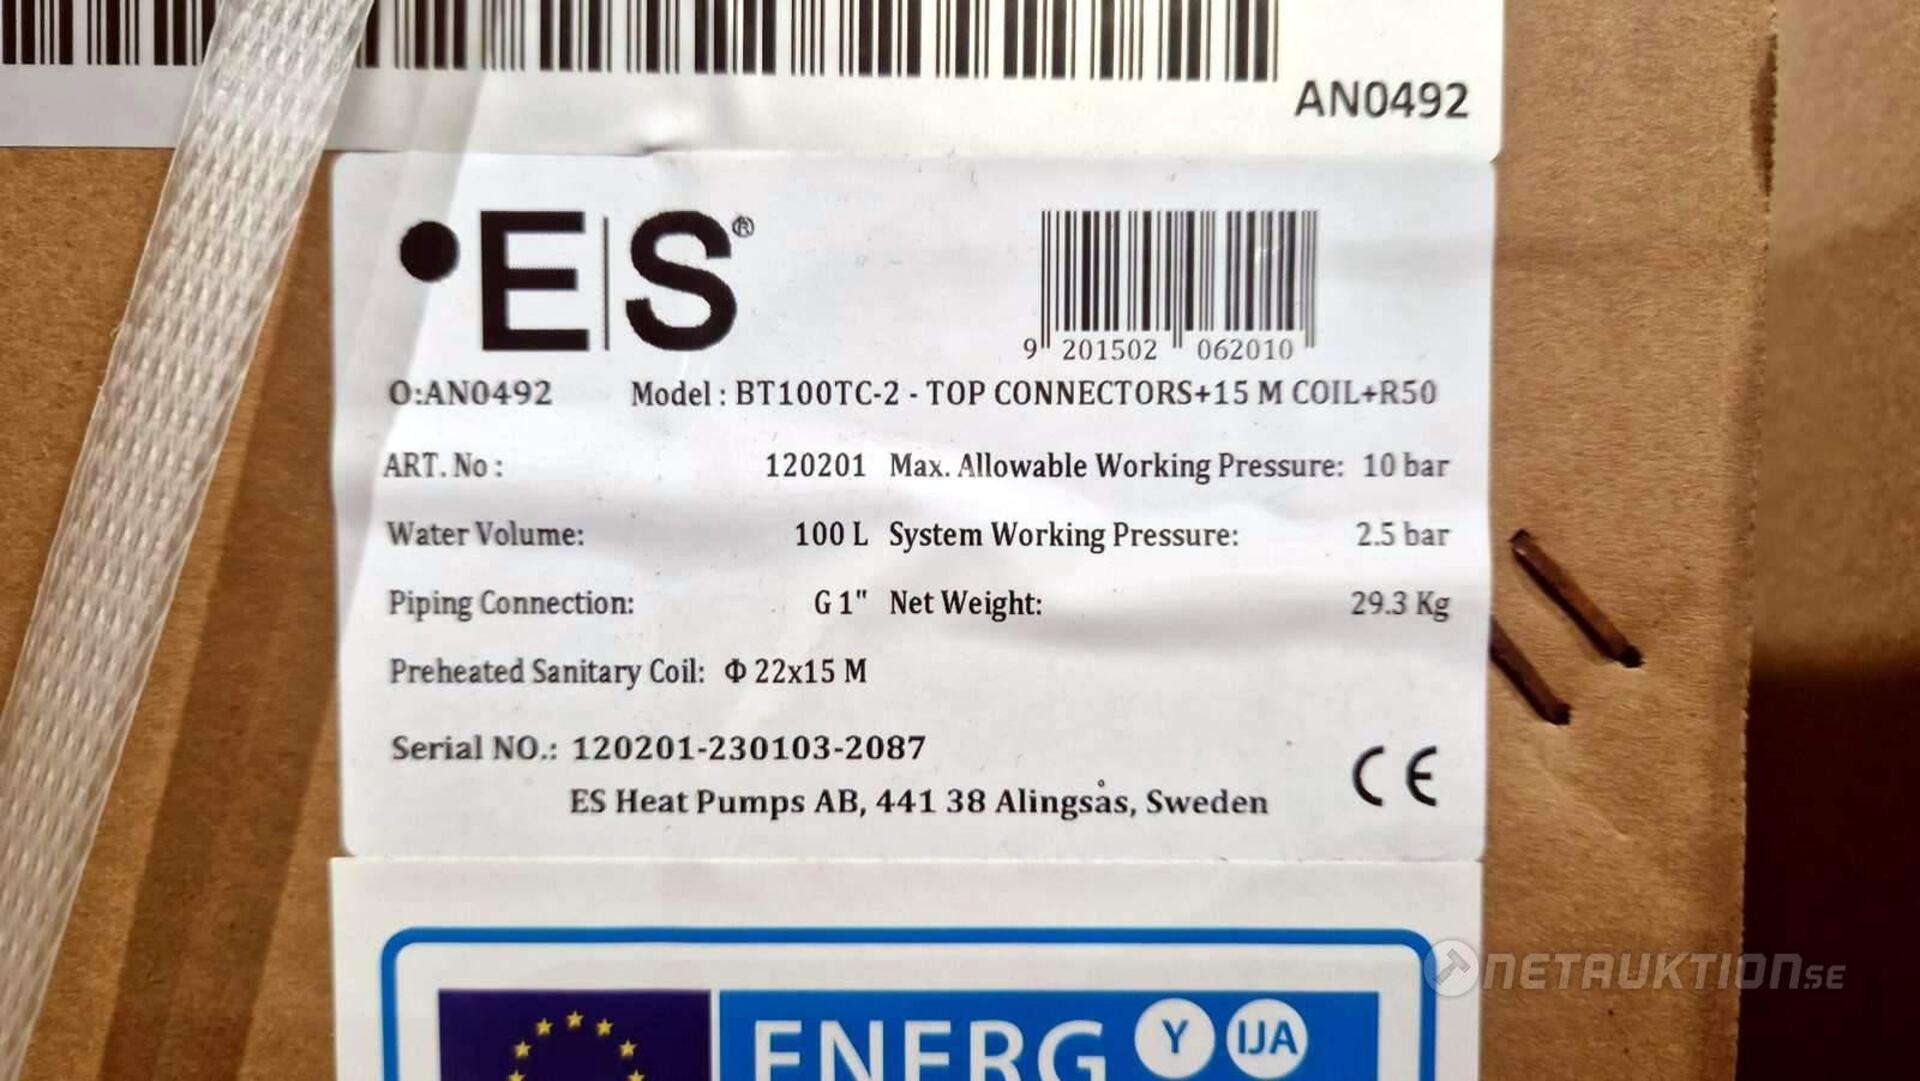 AN0492
•E|S®
9 201502 062010
O:AN0492 Model : BT100TC-2 - TOP CONNECTORS+15 M COIL+R50
ART. No : 120201 Max. Allowable Working Pressure: 10 bar
Water Volume: 100 L System Working Pressure: 2.5 bar
Piping Connection: G 1" Net Weight: 29.3 Kg
Preheated Sanitary Coil: Φ 22x15 M
Serial NO.: 120201-230103-2087
ES Heat Pumps AB, 441 38 Alingsås, Sweden
CE
NETAUKTION.SE
ENERG Y IJA